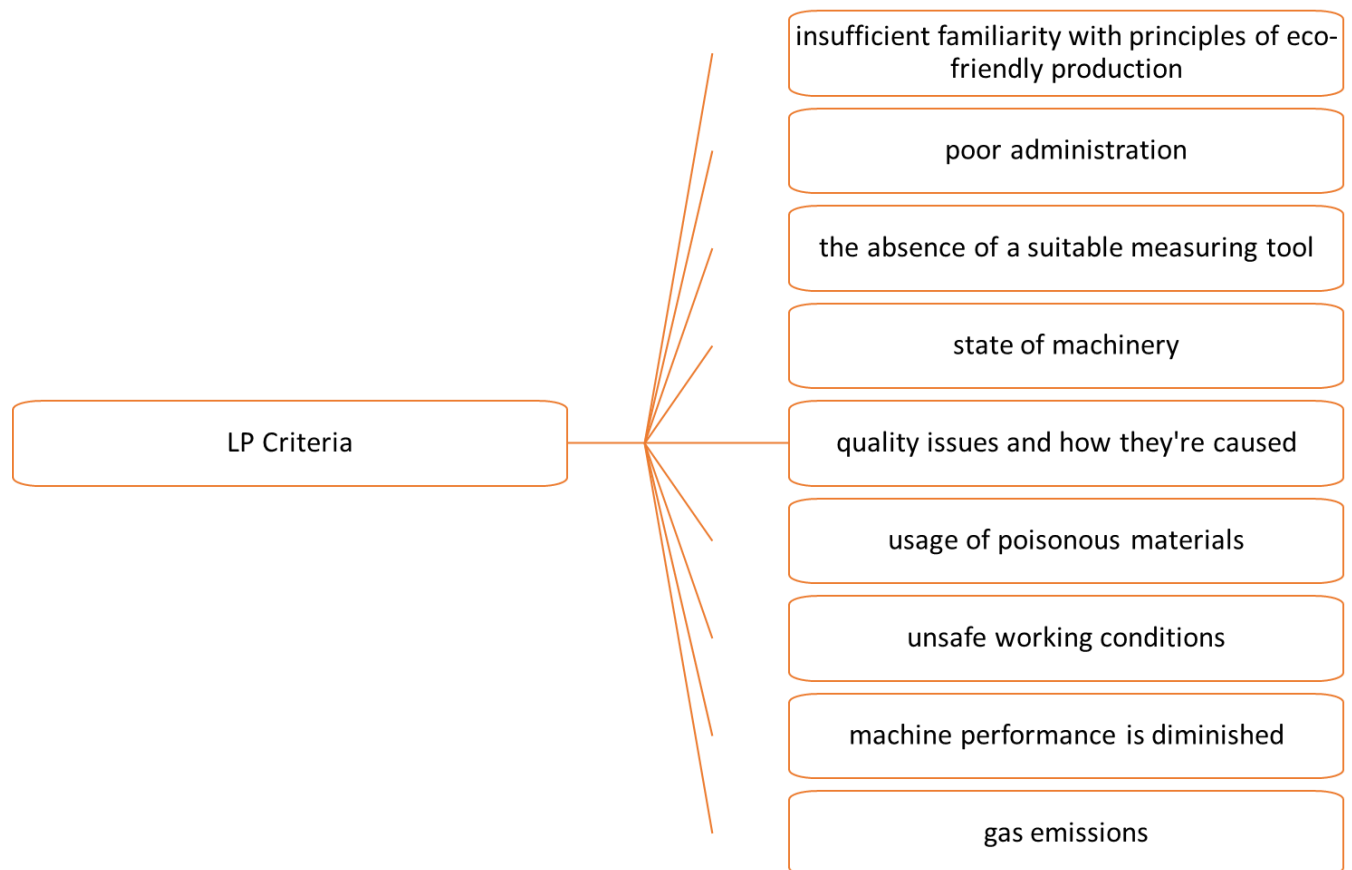 insufficient familiarity with principles of eco-
friendly production
poor administration
the absence of a suitable measuring tool
state of machinery
LP Criteria
quality issues and how they're caused
usage of poisonous materials
unsafe working conditions
machine performance is diminished
gas emissions